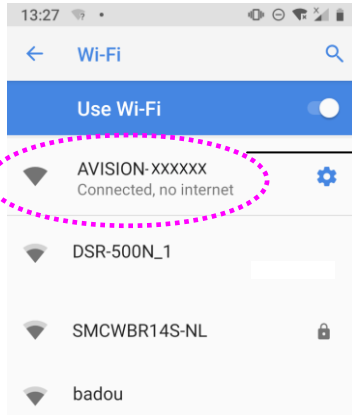 13:27
Wi-Fi
Use Wi-Fi
AVISION-XXXXXX
Connected, no internet
DSR-500N_1
SMCWBR14S-NL
badou